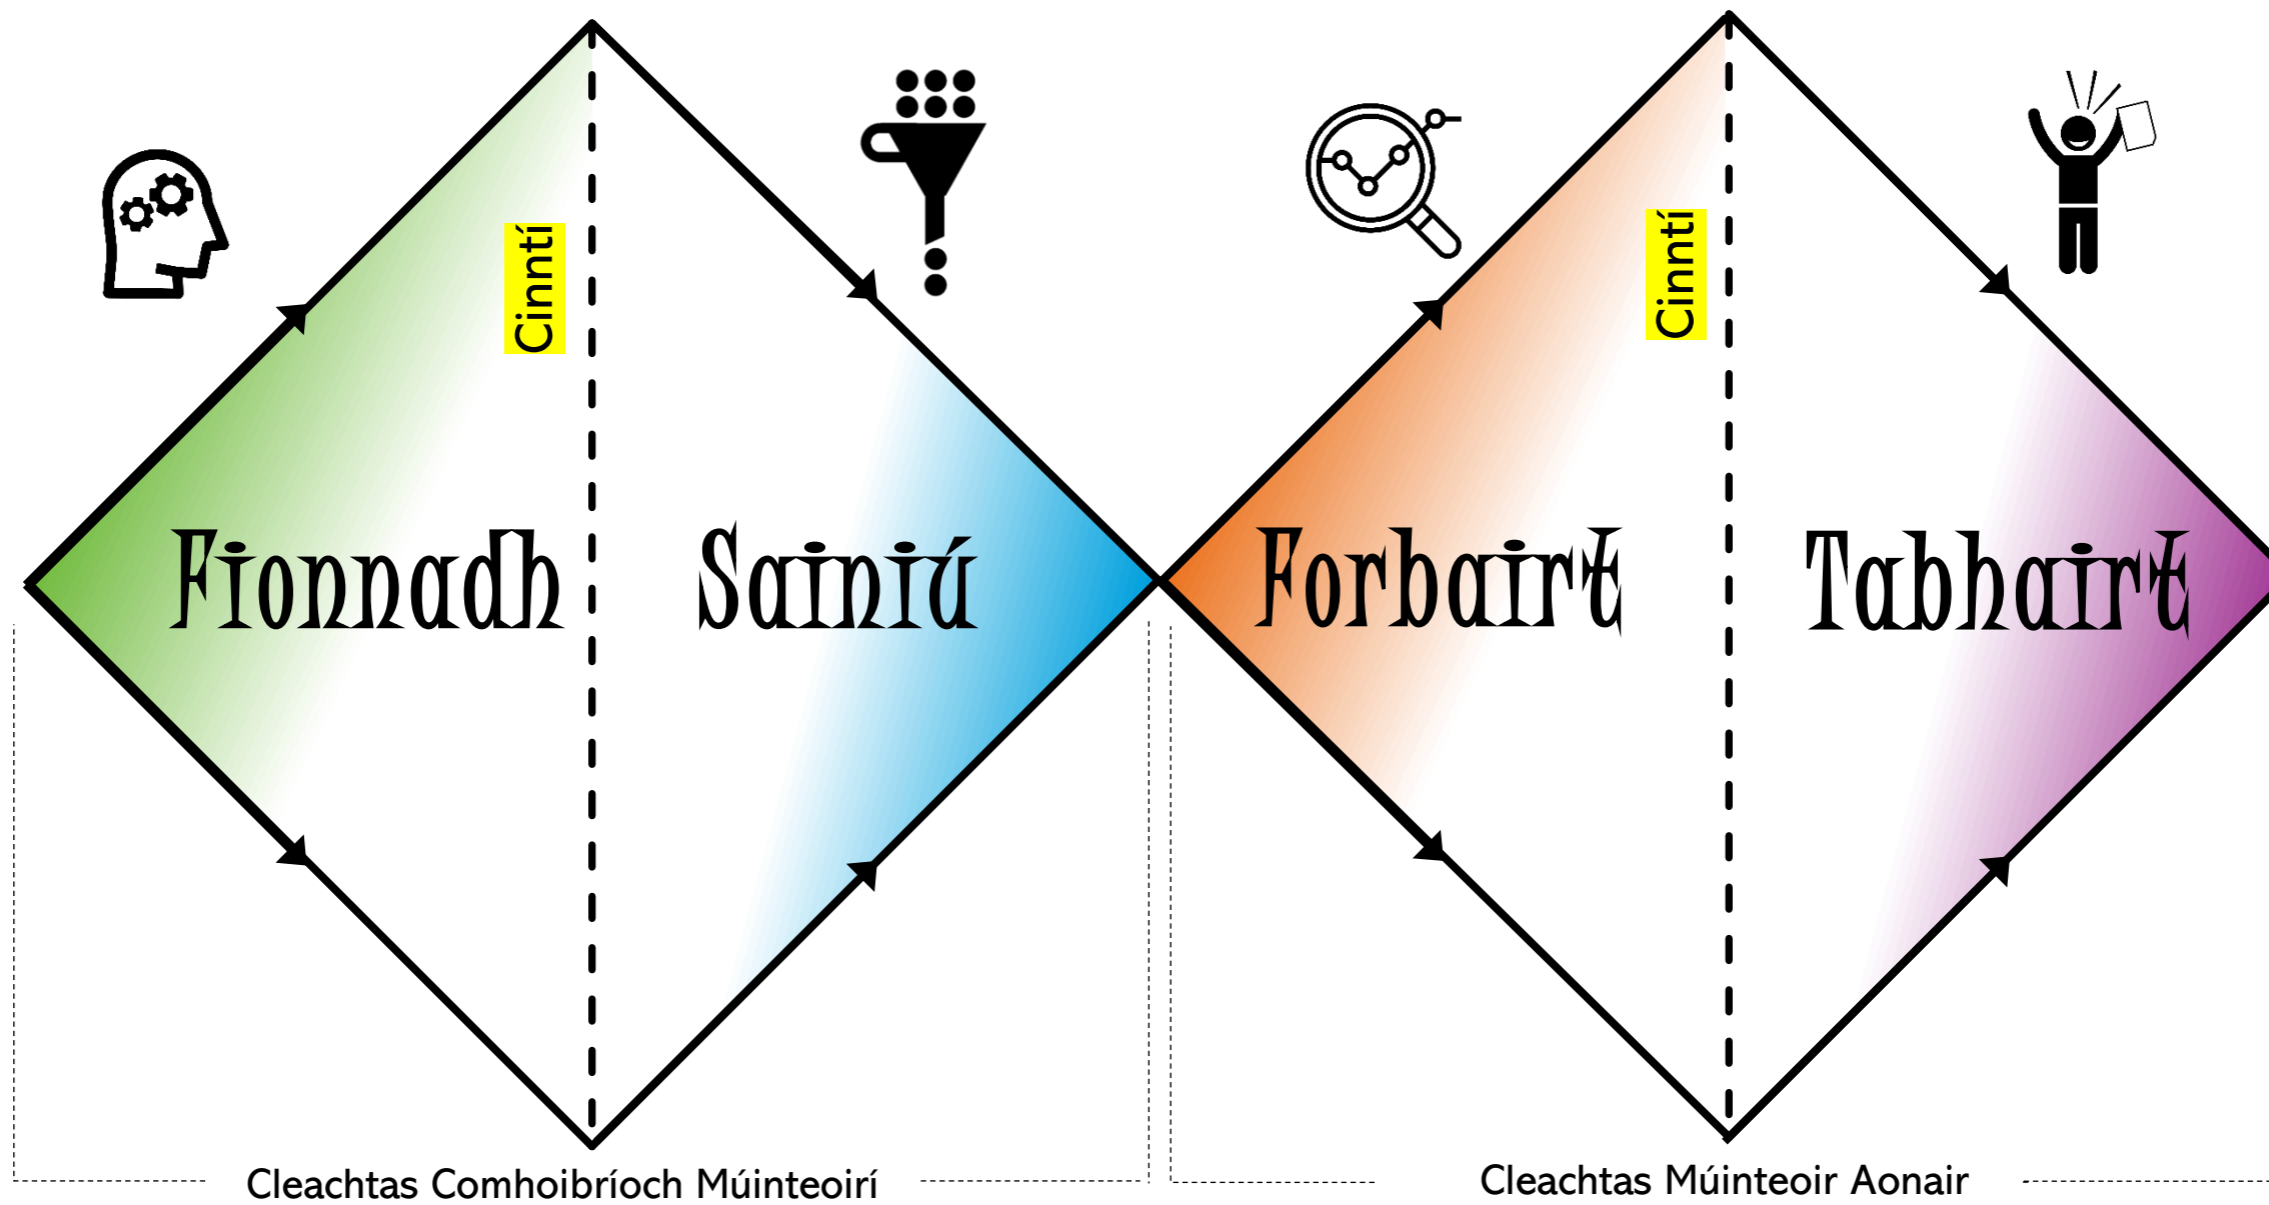 Cinntí
Cinntí
Fionnadh
Sainiú
Forbairt
Tabhairt
Cleachtas Comhoibríoch Múinteoirí
Cleachtas Múinteoir Aonair